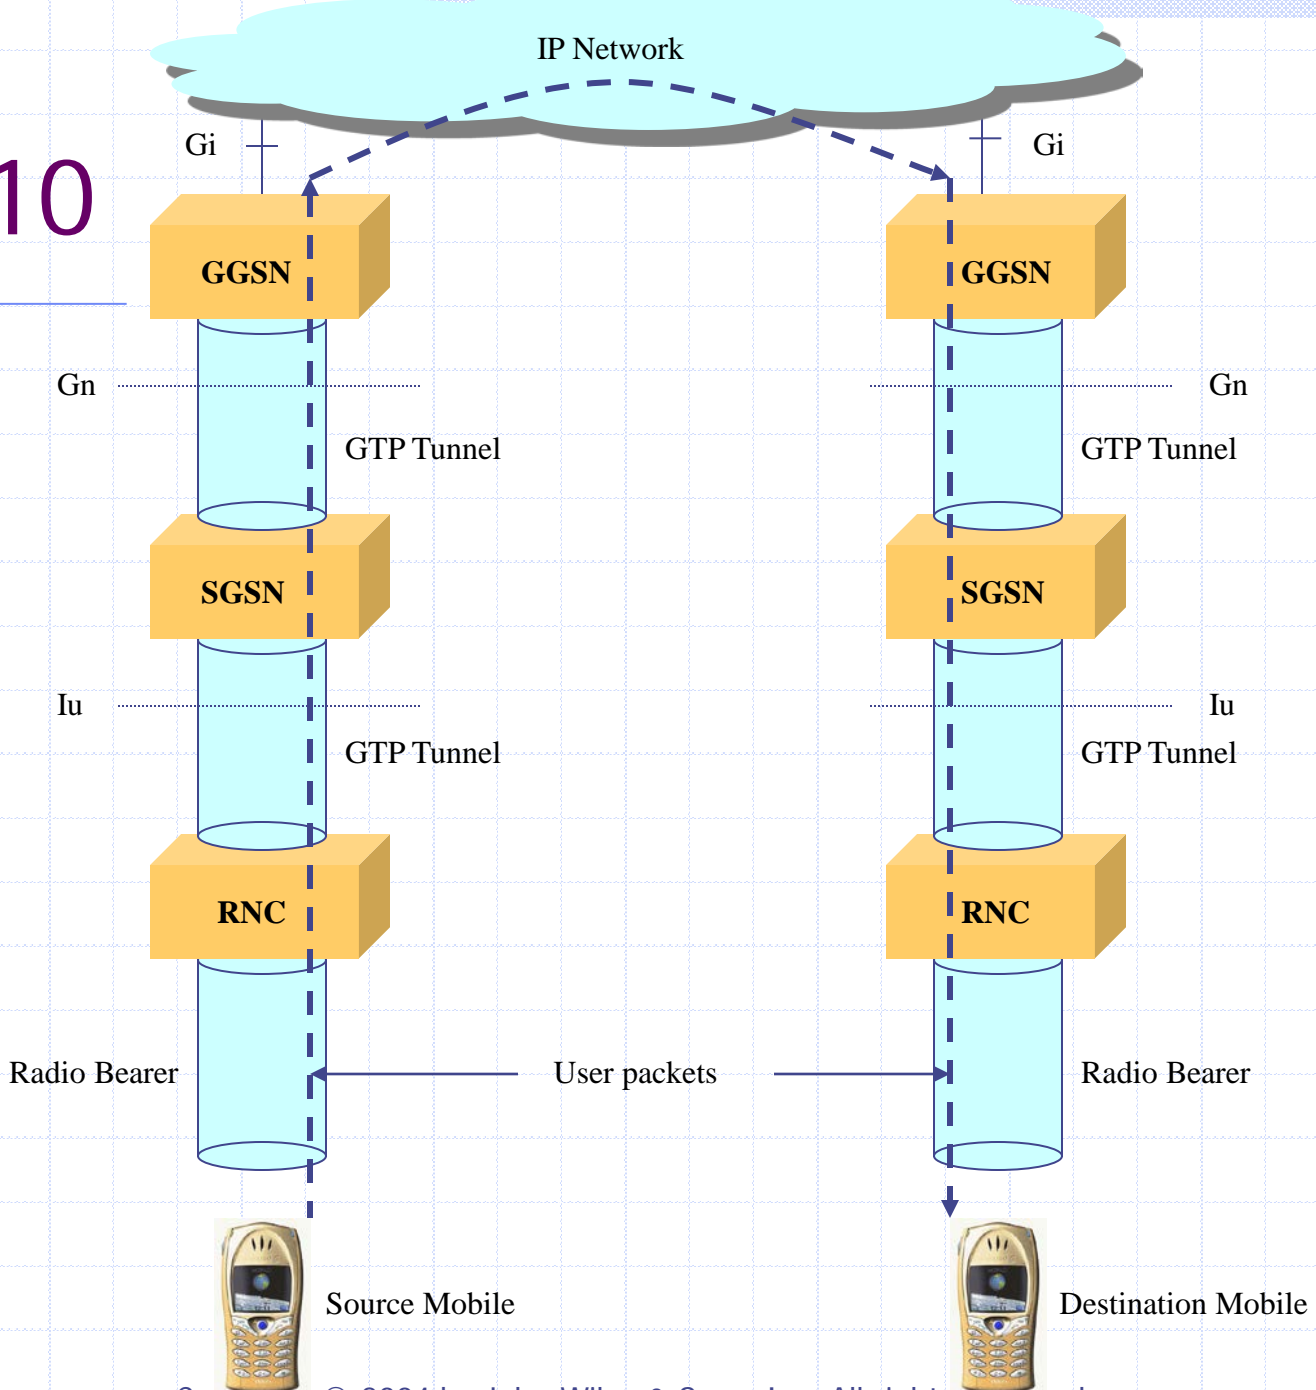 IP Network
Gi
Gi
10
GGSN
GGSN
Gn
Gn
GTP Tunnel
GTP Tunnel
SGSN
SGSN
Iu
Iu
GTP Tunnel
GTP Tunnel
RNC
RNC
Radio Bearer
User packets
Radio Bearer
Source Mobile
Destination Mobile